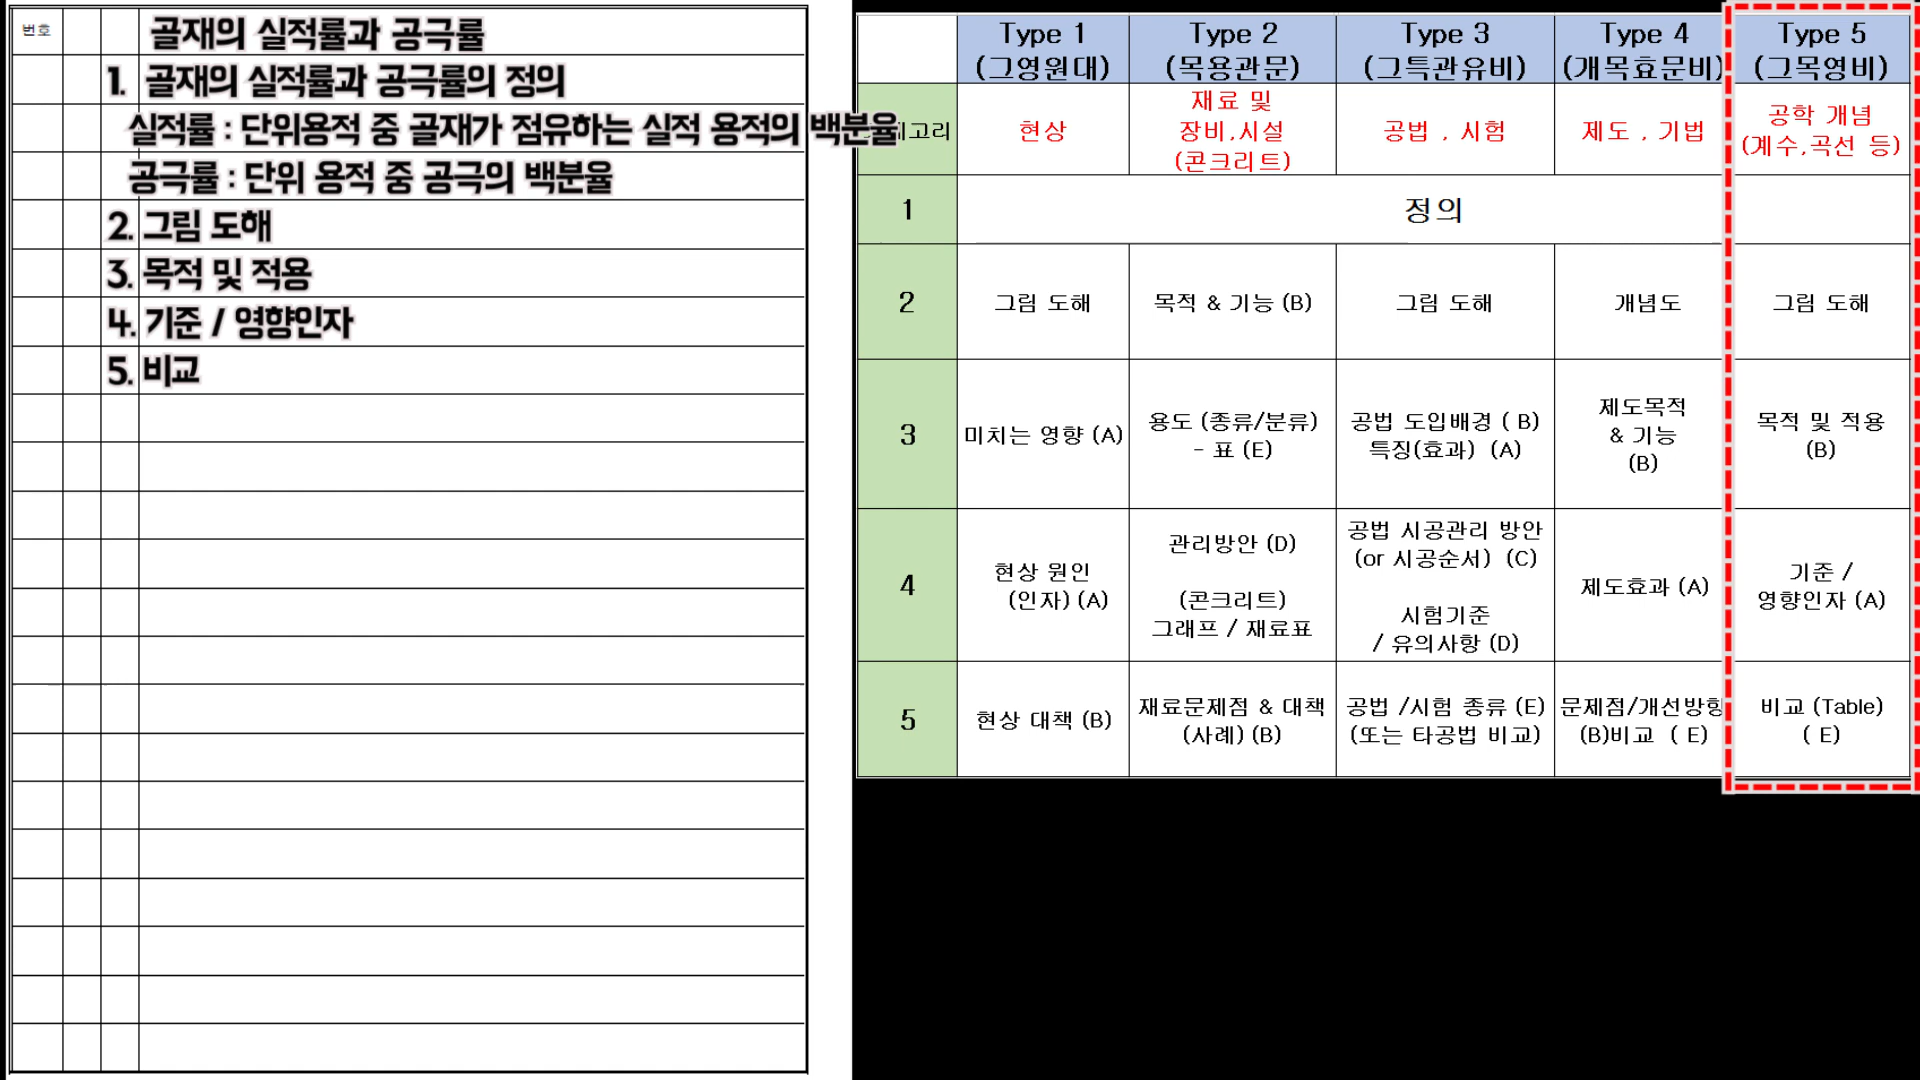 번호
골재의 실적률과 공극률
1. 골재의 실적률과 공극률의 정의
실적률 : 단위용적 중 골재가 점유하는 실적 용적의 백분율
공극률 : 단위 용적 중 공극의 백분율
2. 그림 도해
3. 목적 및 적용
4. 기준 / 영향인자
5. 비교
Type 1 (그영원대)
Type 2 (목용관문)
Type 3 (그특관유비)
Type 4 (개목효문비)
Type 5 (그목영비)
고리
현상
재료 및
장비,시설
(콘크리트)
공법 , 시험
제도 , 기법
공학 개념
(계수,곡선 등)
1
정의
2
그림 도해
목적 & 기능 (B)
그림 도해
개념도
그림 도해
3
미치는 영향 (A)
용도 (종류/분류)
- 표 (E)
공법 도입배경 ( B)
특징(효과) (A)
제도목적
& 기능
(B)
목적 및 적용
(B)
4
현상 원인
(인자) (A)
관리방안 (D)
(콘크리트)
그래프 / 재료표
공법 시공관리 방안
(or 시공순서) (C)
시험기준
/ 유의사항 (D)
제도효과 (A)
기준 /
영향인자 (A)
5
현상 대책 (B)
재료문제점 & 대책
(사례) (B)
공법 /시험 종류 (E)
(또는 타공법 비교)
문제점/개선방향
(B)비교 ( E)
비교 (Table)
( E)